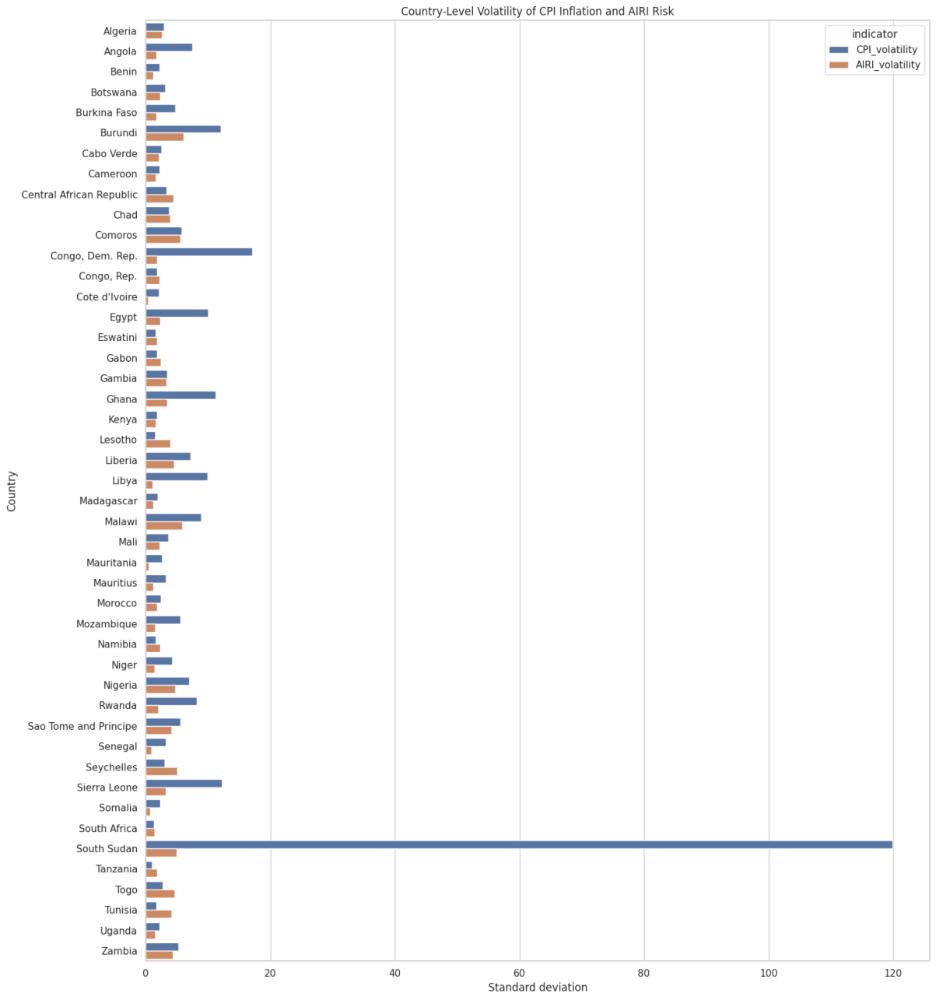 Country-Level Volatility of CPI Inflation and AIRI Risk
indicator
CPI_volatility
AIRI_volatility
Country
Algeria
Angola
Benin
Botswana
Burkina Faso
Burundi
Cabo Verde
Cameroon
Central African Republic
Chad
Comoros
Congo, Dem. Rep.
Congo, Rep.
Cote d'Ivoire
Egypt
Eswatini
Gabon
Gambia
Ghana
Kenya
Lesotho
Liberia
Libya
Madagascar
Malawi
Mali
Mauritania
Mauritius
Morocco
Mozambique
Namibia
Niger
Nigeria
Rwanda
Sao Tome and Principe
Senegal
Seychelles
Sierra Leone
Somalia
South Africa
South Sudan
Tanzania
Togo
Tunisia
Uganda
Zambia
0 20 40 60 80 100 120
Standard deviation